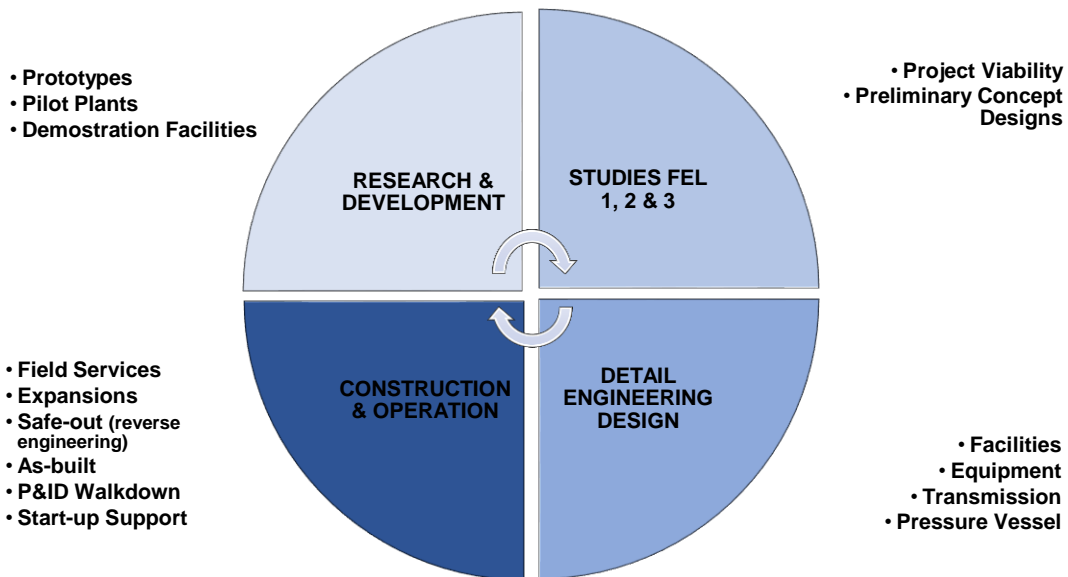 • Prototypes
• Pilot Plants
• Demostration Facilities
• Project Viability
• Preliminary Concept
Designs
RESEARCH &
DEVELOPMENT
STUDIES FEL
1, 2 & 3
CONSTRUCTION
& OPERATION
DETAIL
ENGINEERING
DESIGN
• Field Services
• Expansions
• Safe-out (reverse
engineering)
• As-built
• P&ID Walkdown
• Start-up Support
• Facilities
• Equipment
• Transmission
• Pressure Vessel